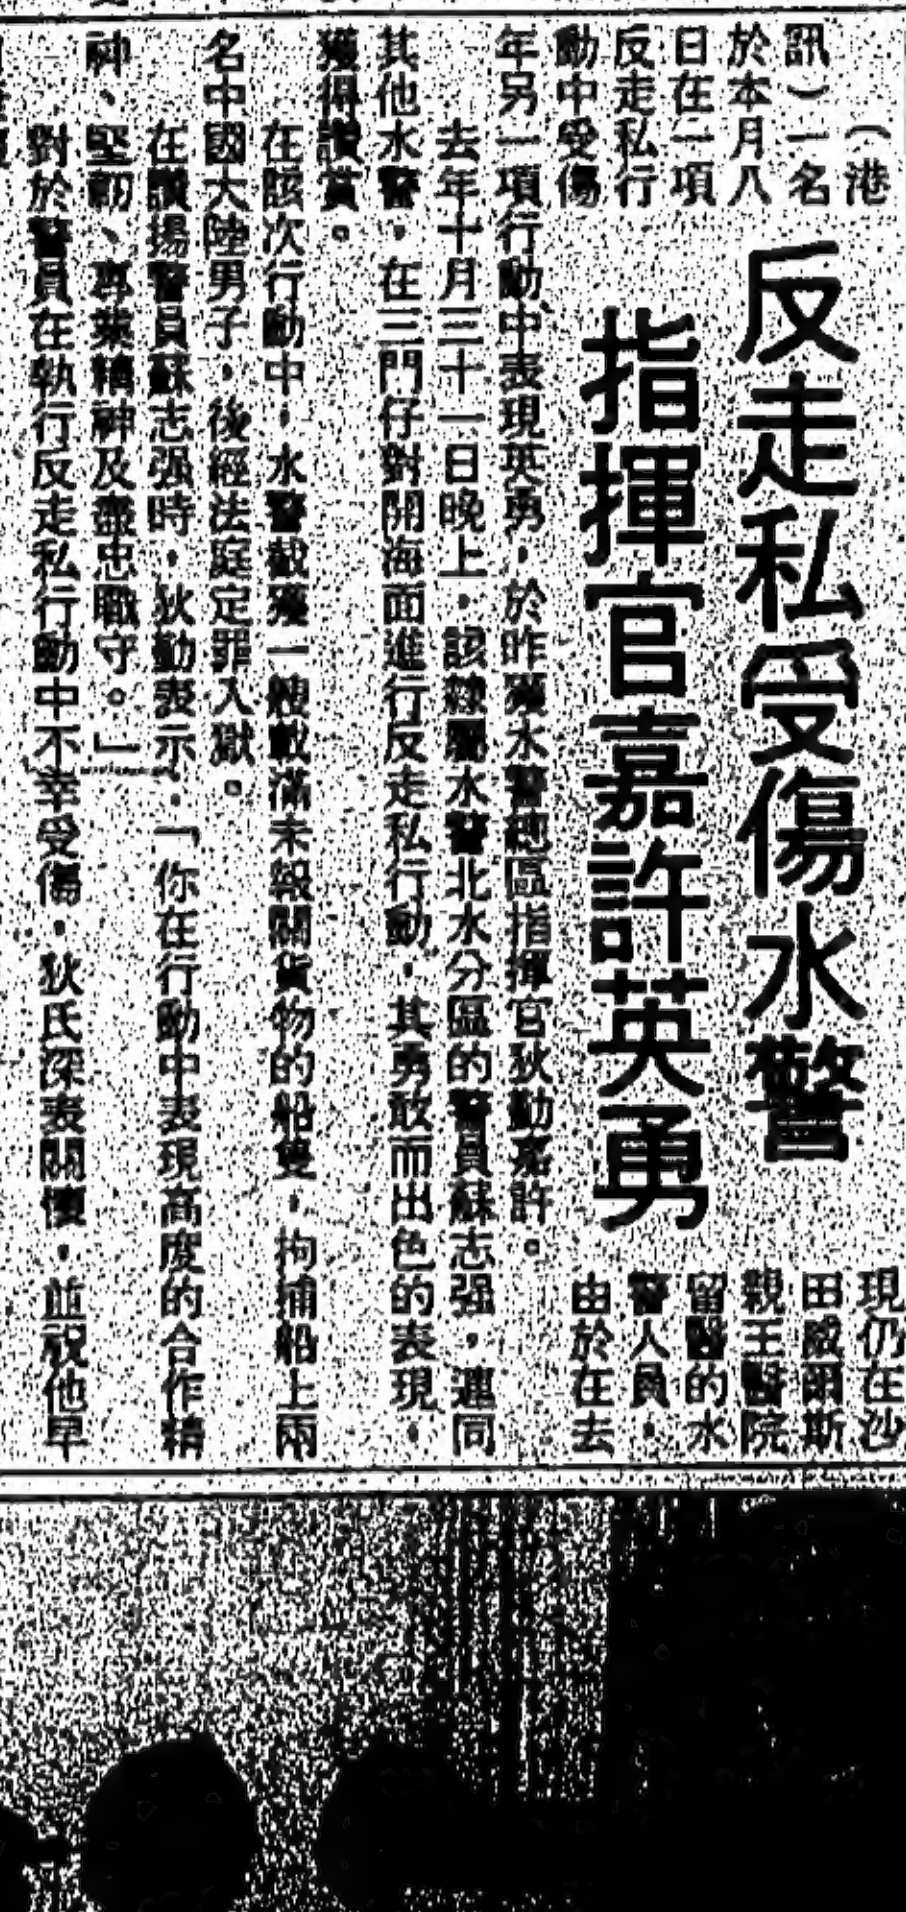 反走私受傷水警
指揮官嘉許英勇
（港
訊）一名
於本月八
日在一項
反走私行
動中受傷
現仍在沙
田威爾斯
親王醫院
留醫的水
警人員，
由於在去
年另一項行動中表現英勇，於昨獲水警總區指揮官狄勤嘉許。
去年十月三十一日晚上，該隸屬水警北水分區的警員蘇志强，連同
其他水警，在三門仔對開海面進行反走私行動，其勇敢而出色的表現，
獲得讚賞。
在該次行動中，水警截獲一艘載滿未報關貨物的船隻，拘捕船上兩
名中國大陸男子，後經法庭定罪入獄。
在讚揚警員蘇志强時，狄勤表示，「你在行動中表現高度的合作精
神、堅韌、專業精神及盡忠職守。」
對於警員在執行反走私行動中不幸受傷，狄氏深表關懷，並祝他早